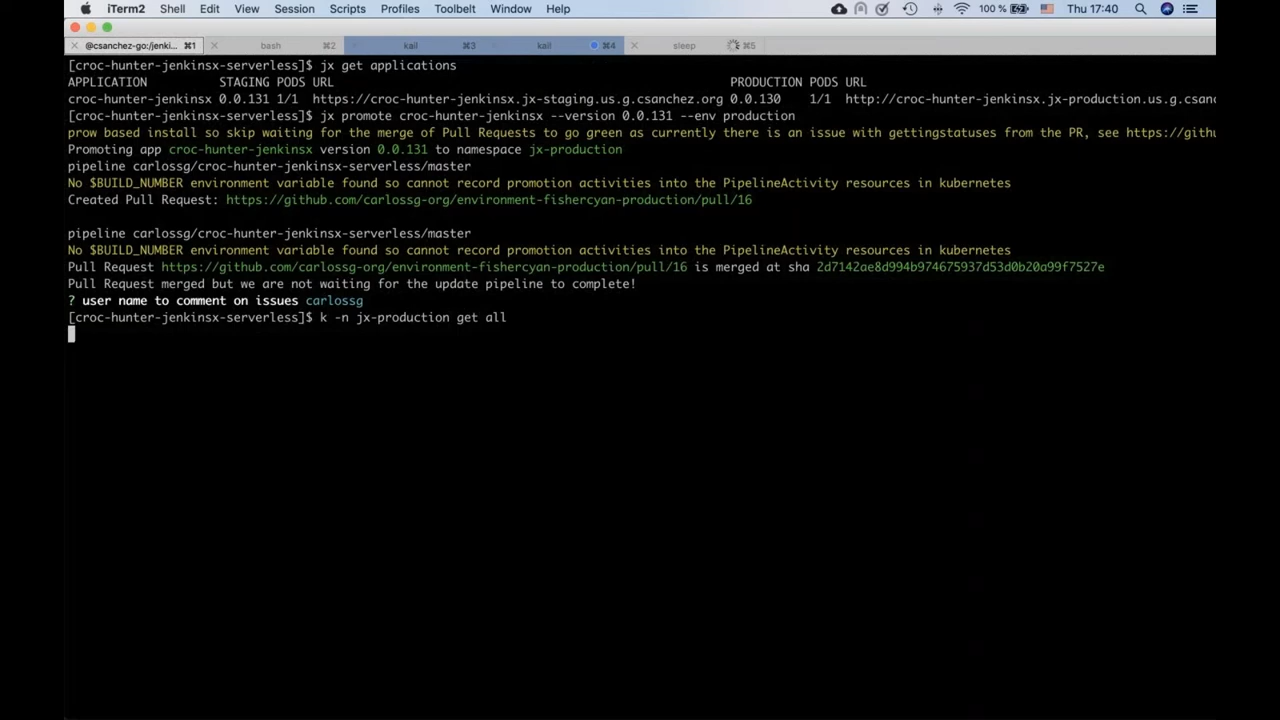 iTerm2 Shell Edit View Session Scripts Profiles Toolbelt Window Help 100 % Thu 17:40
@csanchez-go:/jenki... ⌘1 bash ⌘2 kail ⌘3 kail ⌘4 sleep ⌘5
[croc-hunter-jenkinsx-serverless]$ jx get applications
APPLICATION STAGING PODS URL PRODUCTION PODS URL
croc-hunter-jenkinsx 0.0.131 1/1 https://croc-hunter-jenkinsx.jx-staging.us.g.csanchez.org 0.0.130 1/1 http://croc-hunter-jenkinsx.jx-production.us.g.csanc
[croc-hunter-jenkinsx-serverless]$ jx promote croc-hunter-jenkinsx --version 0.0.131 --env production
prow based install so skip waiting for the merge of Pull Requests to go green as currently there is an issue with gettingstatuses from the PR, see https://githu
Promoting app croc-hunter-jenkinsx version 0.0.131 to namespace jx-production
pipeline carlossg/croc-hunter-jenkinsx-serverless/master
No $BUILD_NUMBER environment variable found so cannot record promotion activities into the PipelineActivity resources in kubernetes
Created Pull Request: https://github.com/carlossg-org/environment-fishercyan-production/pull/16
pipeline carlossg/croc-hunter-jenkinsx-serverless/master
No $BUILD_NUMBER environment variable found so cannot record promotion activities into the PipelineActivity resources in kubernetes
Pull Request https://github.com/carlossg-org/environment-fishercyan-production/pull/16 is merged at sha 2d7142ae8d994b974675937d53d0b20a99f7527e
Pull Request merged but we are not waiting for the update pipeline to complete!
? user name to comment on issues carlossg
[croc-hunter-jenkinsx-serverless]$ k -n jx-production get all